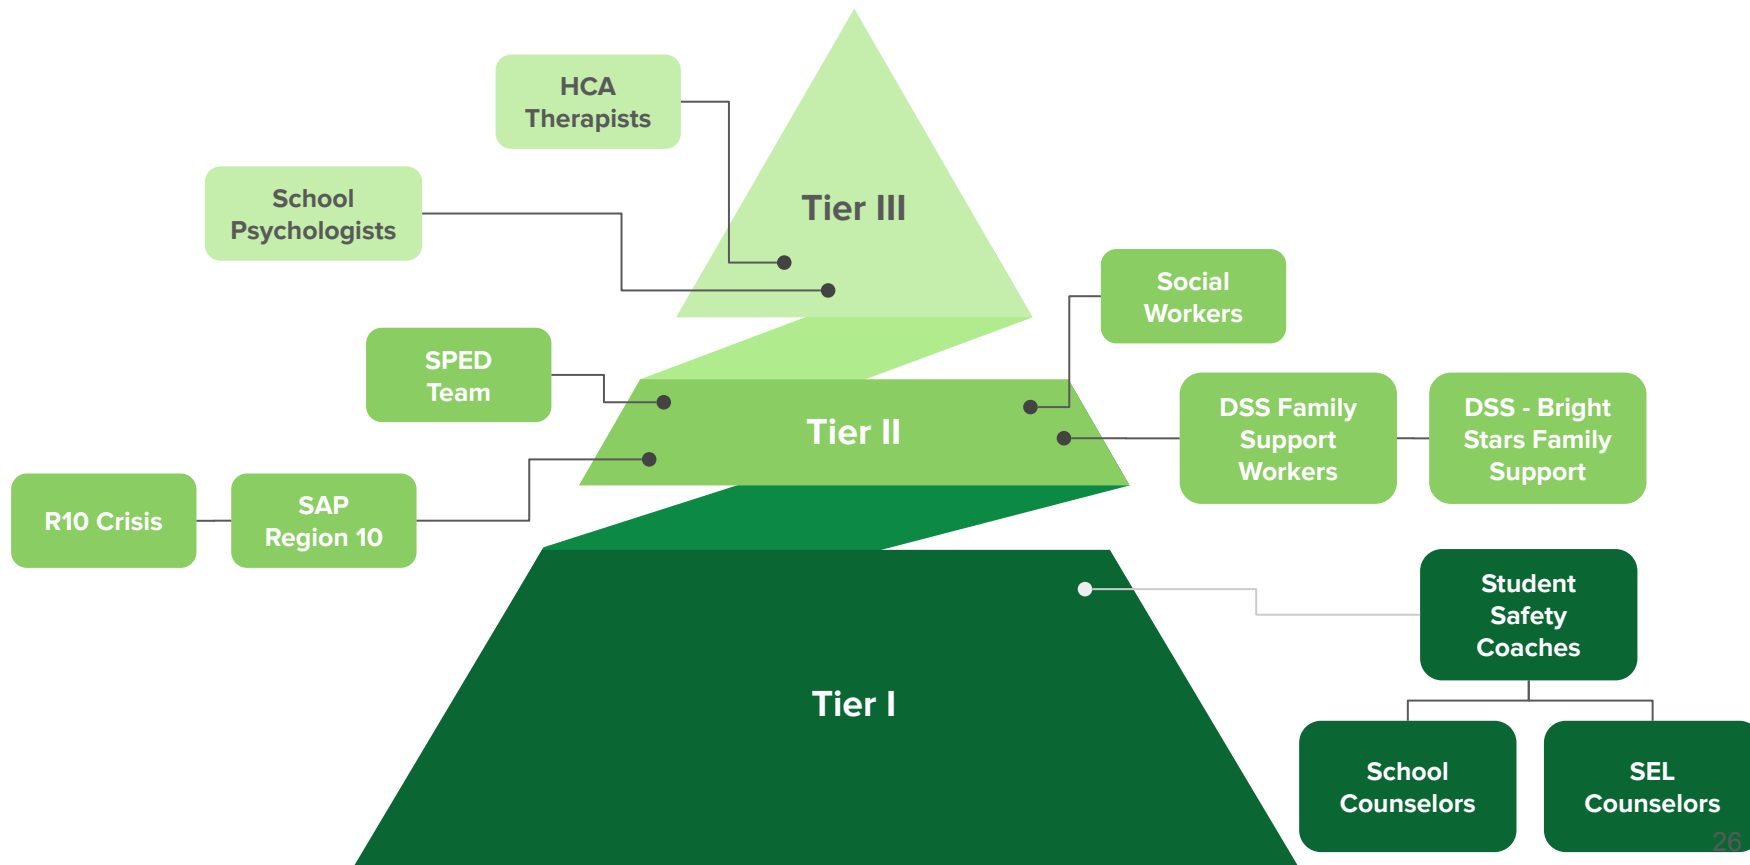 HCA
Therapists
School
Psychologists
Tier III
Social
Workers
SPED
Team
Tier II
DSS Family
Support
Workers
DSS - Bright
Stars Family
Support
R10 Crisis
SAP
Region 10
Student
Safety
Coaches
Tier I
School
Counselors
SEL
Counselors
26